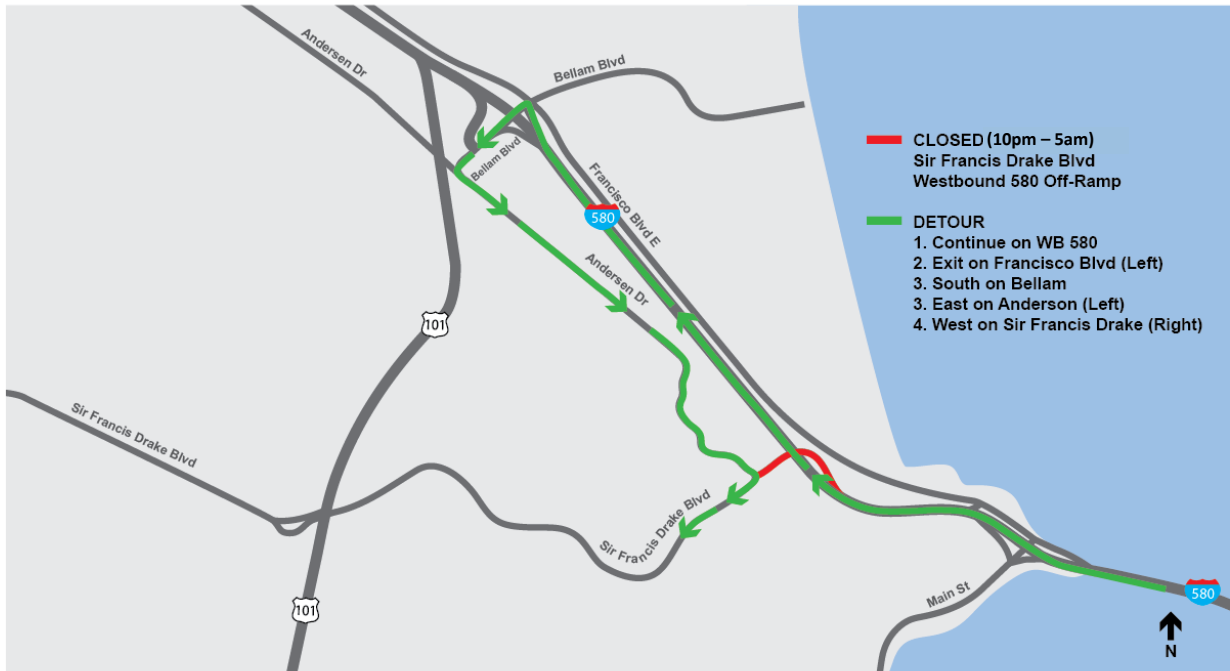 Andersen Dr
Bellam Blvd
Bellam Blvd
Francisco Blvd E
580
Andersen Dr
101
Sir Francis Drake Blvd
Sir Francis Drake Blvd
101
Main St
580
N
CLOSED (10pm – 5am)
Sir Francis Drake Blvd
Westbound 580 Off-Ramp
DETOUR
1. Continue on WB 580
2. Exit on Francisco Blvd (Left)
3. South on Bellam
3. East on Anderson (Left)
4. West on Sir Francis Drake (Right)